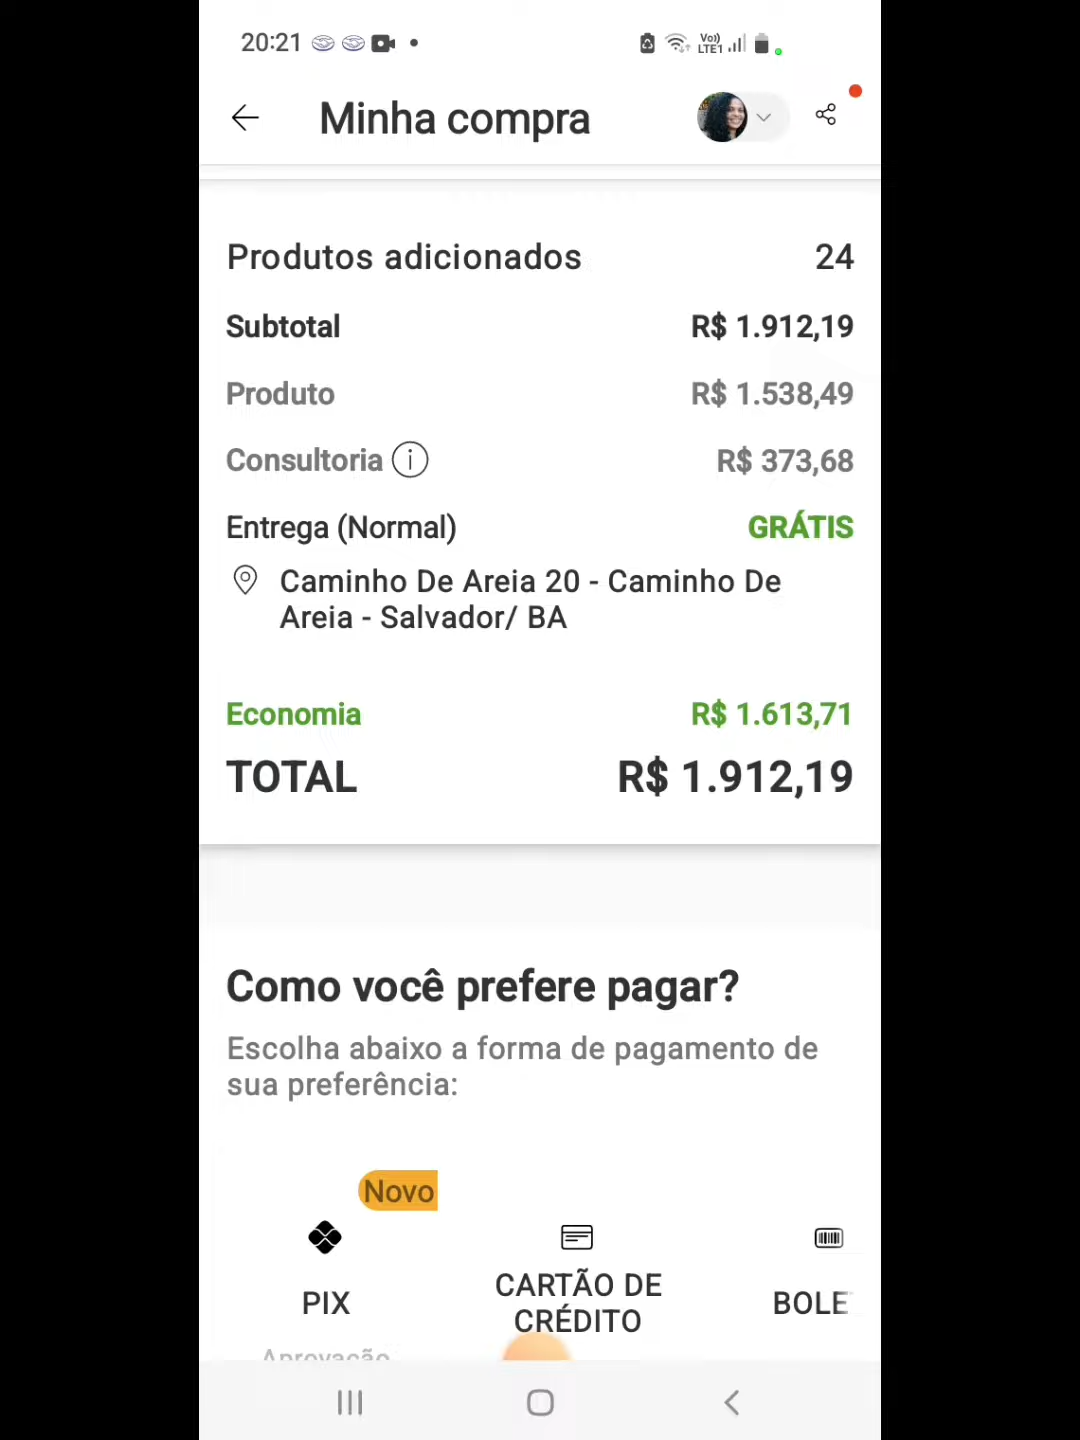 20:21
Vo))
LTE1
Minha compra
Produtos adicionados 24
Subtotal R$ 1.912,19
Produto R$ 1.538,49
Consultoria R$ 373,68
Entrega (Normal) GRÁTIS
Caminho De Areia 20 - Caminho De
Areia - Salvador/ BA
Economia R$ 1.613,71
TOTAL R$ 1.912,19
Como você prefere pagar?
Escolha abaixo a forma de pagamento de
sua preferência:
Novo
PIX
CARTÃO DE
CRÉDITO
BOLE
Aprovação